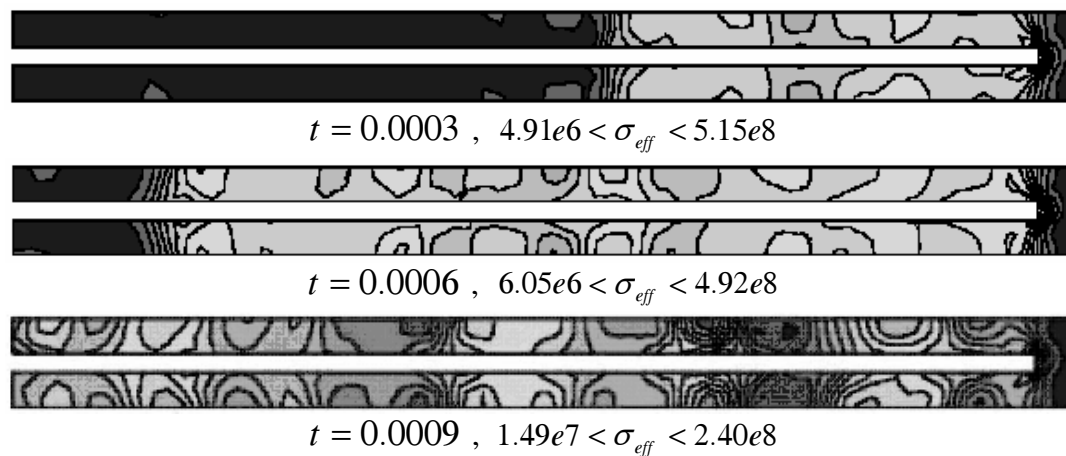 t = 0.0003 , 4.91e6 < σ_eff < 5.15e8
t = 0.0006 , 6.05e6 < σ_eff < 4.92e8
t = 0.0009 , 1.49e7 < σ_eff < 2.40e8